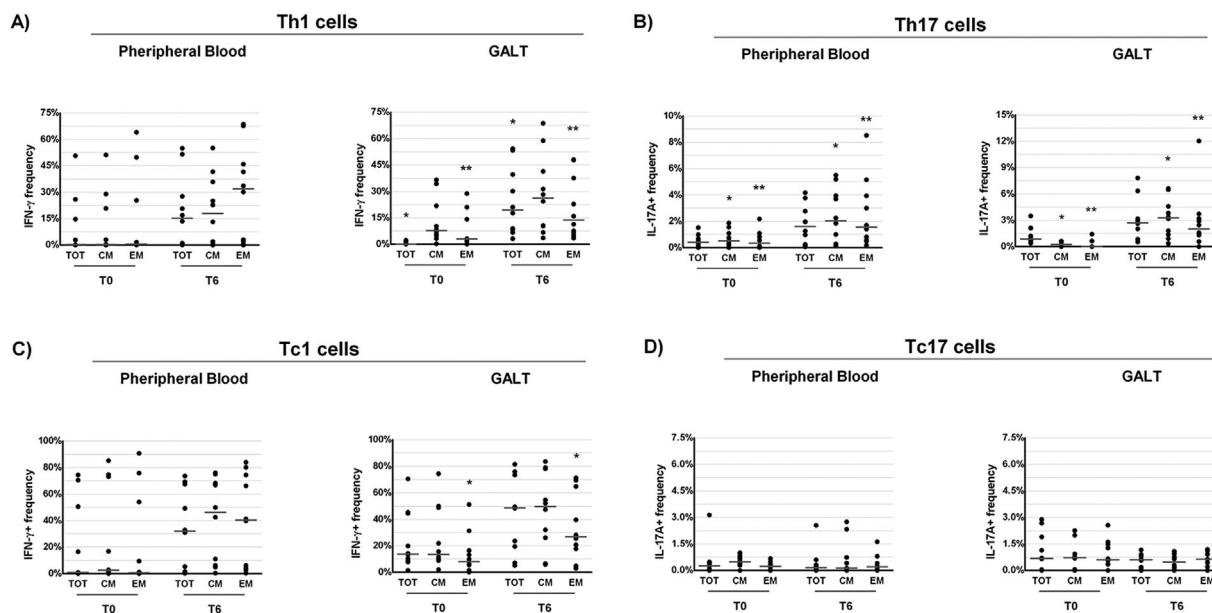 A)
Th1 cells
Pheripheral Blood
GALT
IFN-γ frequency
75%
60%
45%
30%
15%
0%
TOT CM EM TOT CM EM
T0 T6
IFN-γ frequency
75%
60%
45%
30%
15%
0%
*
**
*
**
TOT CM EM TOT CM EM
T0 T6
B)
Th17 cells
Pheripheral Blood
GALT
IL-17A+ frequency
10%
8%
6%
4%
2%
0%
*
**
*
**
TOT CM EM TOT CM EM
T0 T6
IL-17A+ frequency
15%
12%
9%
6%
3%
0%
*
**
*
**
TOT CM EM TOT CM EM
T0 T6
C)
Tc1 cells
Pheripheral Blood
GALT
IFN-γ+ frequency
100%
80%
60%
40%
20%
0%
TOT CM EM TOT CM EM
T0 T6
IFN-γ+ frequency
100%
80%
60%
40%
20%
0%
*
*
TOT CM EM TOT CM EM
T0 T6
D)
Tc17 cells
Pheripheral Blood
GALT
IL-17A+ frequency
7.5%
6.0%
4.5%
3.0%
1.5%
0.0%
TOT CM EM TOT CM EM
T0 T6
IL-17A+ frequency
7.5%
6.0%
4.5%
3.0%
1.5%
0.0%
TOT CM EM TOT CM EM
T0 T6